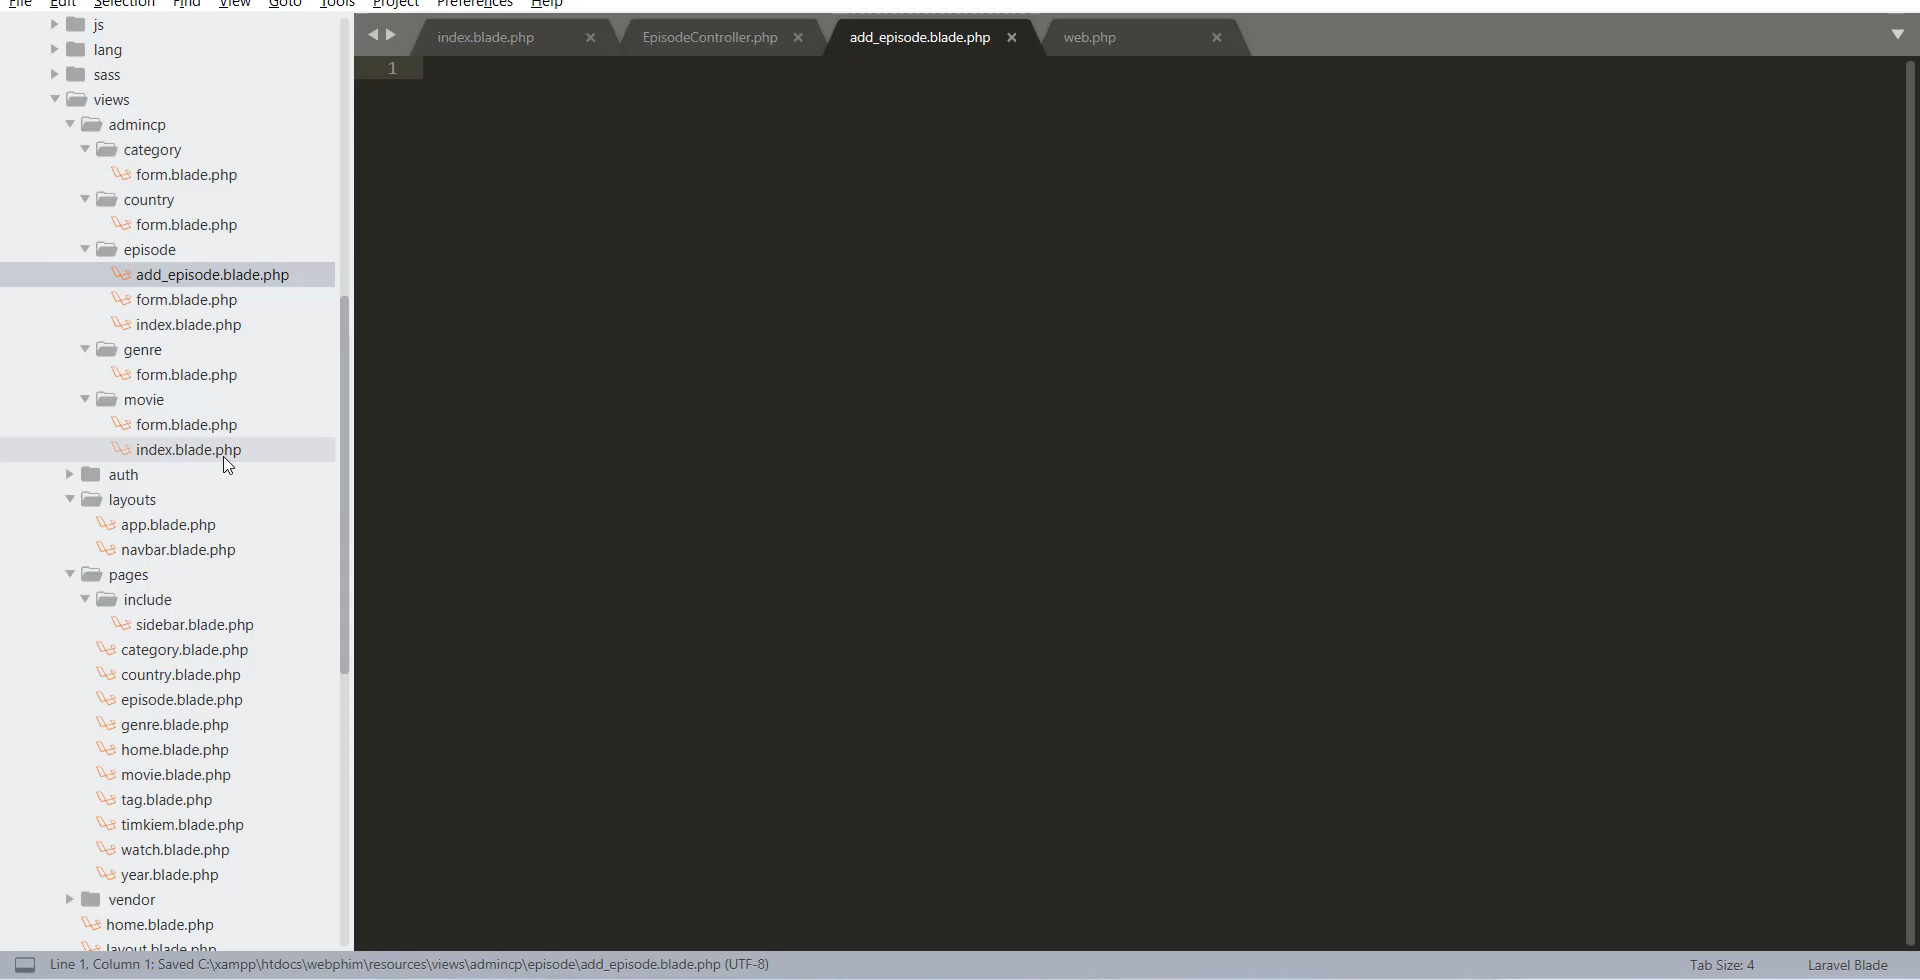 File Edit Selection Find View Goto Tools Project Preferences Help
index.blade.php EpisodeController.php add_episode.blade.php web.php
1
js
lang
sass
views
admincp
category
form.blade.php
country
form.blade.php
episode
add_episode.blade.php
form.blade.php
index.blade.php
genre
form.blade.php
movie
form.blade.php
index.blade.php
auth
layouts
app.blade.php
navbar.blade.php
pages
include
sidebar.blade.php
category.blade.php
country.blade.php
episode.blade.php
genre.blade.php
home.blade.php
movie.blade.php
tag.blade.php
timkiem.blade.php
watch.blade.php
year.blade.php
vendor
home.blade.php
layout.blade.php
Line 1, Column 1; Saved C:\xampp\htdocs\webphim\resources\views\admincp\episode\add_episode.blade.php (UTF-8) Tab Size: 4 Laravel Blade